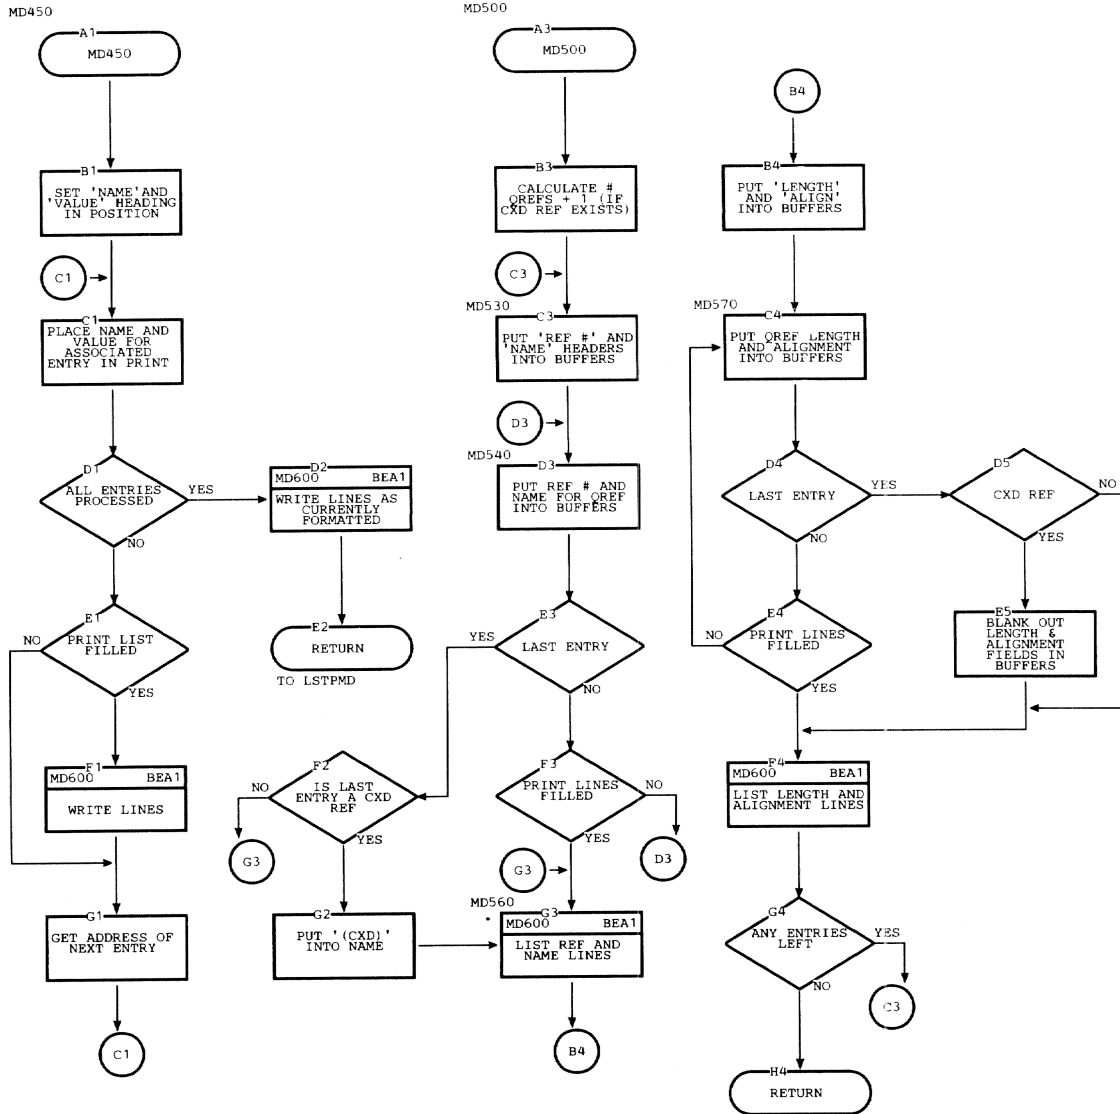 MD450
A1
MD450
B1
SET 'NAME'AND
'VALUE' HEADING
IN POSITION
C1
C1
PLACE NAME AND
VALUE FOR
ASSOCIATED
ENTRY IN PRINT
D1
ALL ENTRIES
PROCESSED
YES
NO
D2
MD600 BEA1
WRITE LINES AS
CURRENTLY
FORMATTED
E2
RETURN
TO LSTPMD
E1
PRINT LIST
FILLED
NO
YES
F1
MD600 BEA1
WRITE LINES
G1
GET ADDRESS OF
NEXT ENTRY
C1
MD500
A3
MD500
B3
CALCULATE #
QREFS + 1 (IF
CXD REF EXISTS)
C3
MD530
C3
PUT 'REF #' AND
'NAME' HEADERS
INTO BUFFERS
D3
MD540
D3
PUT REF # AND
NAME FOR QREF
INTO BUFFERS
E3
LAST ENTRY
YES
NO
F2
IS LAST
ENTRY A CXD
REF
NO
YES
G3
G2
PUT '(CXD)'
INTO NAME
F3
PRINT LINES
FILLED
NO
YES
D3
G3
MD560
G3
MD600 BEA1
LIST REF AND
NAME LINES
B4
B4
B4
PUT 'LENGTH'
AND 'ALIGN'
INTO BUFFERS
MD570
C4
PUT QREF LENGTH
AND ALIGNMENT
INTO BUFFERS
D4
LAST ENTRY
YES
NO
D5
CXD REF
NO
YES
E4
PRINT LINES
FILLED
NO
YES
E5
BLANK OUT
LENGTH &
ALIGNMENT
FIELDS IN
BUFFERS
F4
MD600 BEA1
LIST LENGTH AND
ALIGNMENT LINES
G4
ANY ENTRIES
LEFT
YES
NO
C3
H4
RETURN